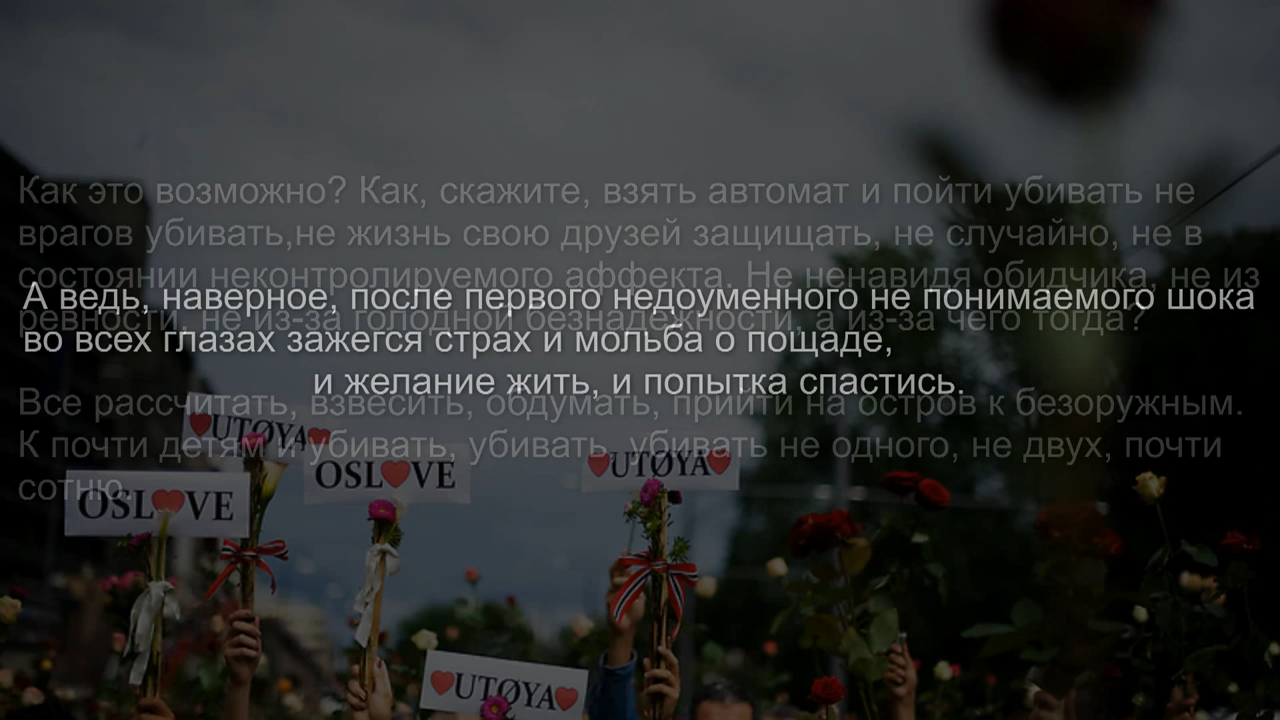 Как это возможно? Как, скажите, взять автомат и пойти убивать не
врагов убивать,не жизнь свою друзей защищать, не случайно, не в
состоянии неконтролируемого аффекта. Не ненавидя обидчика, не из
ревности, не из-за голодной безнадежности, а из-за чего тогда?
А ведь, наверное, после первого недоуменного не понимаемого шока
во всех глазах зажегся страх и мольба о пощаде,
и желание жить, и попытка спастись.
Все рассчитать, взвесить, обдумать, прийти на остров к безоружным.
К почти детям и убивать, убивать, убивать не одного, не двух, почти
сотню.
UTØYA
OSL❤VE
UTØYA
OSL❤VE
UTØYA